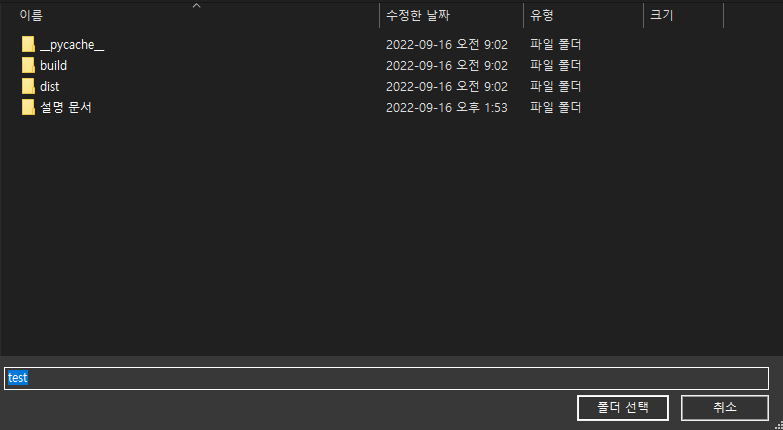 이름 수정한 날짜 유형 크기
__pycache__ 2022-09-16 오전 9:02 파일 폴더
build 2022-09-16 오전 9:02 파일 폴더
dist 2022-09-16 오전 9:02 파일 폴더
설명 문서 2022-09-16 오후 1:53 파일 폴더
test
폴더 선택 취소